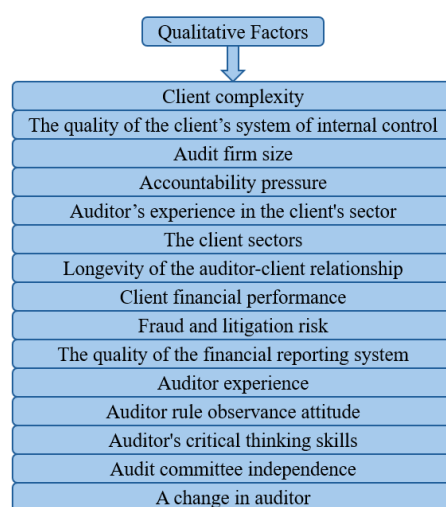 Qualitative Factors
Client complexity
The quality of the client’s system of internal control
Audit firm size
Accountability pressure
Auditor’s experience in the client's sector
The client sectors
Longevity of the auditor-client relationship
Client financial performance
Fraud and litigation risk
The quality of the financial reporting system
Auditor experience
Auditor rule observance attitude
Auditor's critical thinking skills
Audit committee independence
A change in auditor